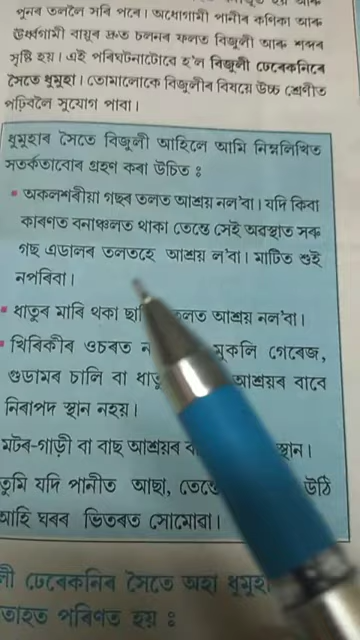 পুনৰ তললৈ সৰি পৰে। অধোগামী পানীৰ কণিকা আৰু
ঊৰ্ধ্বগামী বায়ুৰ দ্ৰুত চলনৰ ফলত বিজুলী আৰু শব্দৰ
সৃষ্টি হয়। এই পৰিঘটনাটোৱে হ'ল বিজুলী ঢেৰেকনিৰে
সৈতে ধুমুহা। তোমালোকে বিজুলীৰ বিষয়ে উচ্চ শ্ৰেণীত
পঢ়িবলৈ সুযোগ পাবা।
ধুমুহাৰ সৈতে বিজুলী আহিলে আমি নিম্নলিখিত
সতৰ্কতাবোৰ গ্ৰহণ কৰা উচিত :
• অকলশৰীয়া গছৰ তলত আশ্ৰয় নল'বা। যদি কিবা
কাৰণত বনাঞ্চলত থাকা তেন্তে সেই অৱস্থাত সৰু
গছ এডালৰ তলতহে আশ্ৰয় ল'বা। মাটিত শুই
নপৰিবা।
• ধাতুৰ মাৰি থকা তলত আশ্ৰয় নল'বা।
• খিৰিকীৰ ওচৰত মুকলি গেৰেজ,
গুডামৰ চালি বা আশ্ৰয়ৰ বাবে
নিৰাপদ স্থান নহয়।
মটৰ-গাড়ী বা বাছ আশ্ৰয়ৰ স্থান।
তুমি যদি পানীত আছা, তেন্তে উঠি
আহি ঘৰৰ ভিতৰত সোমোৱা।
ঢেৰেকনিৰ সৈতে অহা ধুমুহা
পৰিণত হয় :